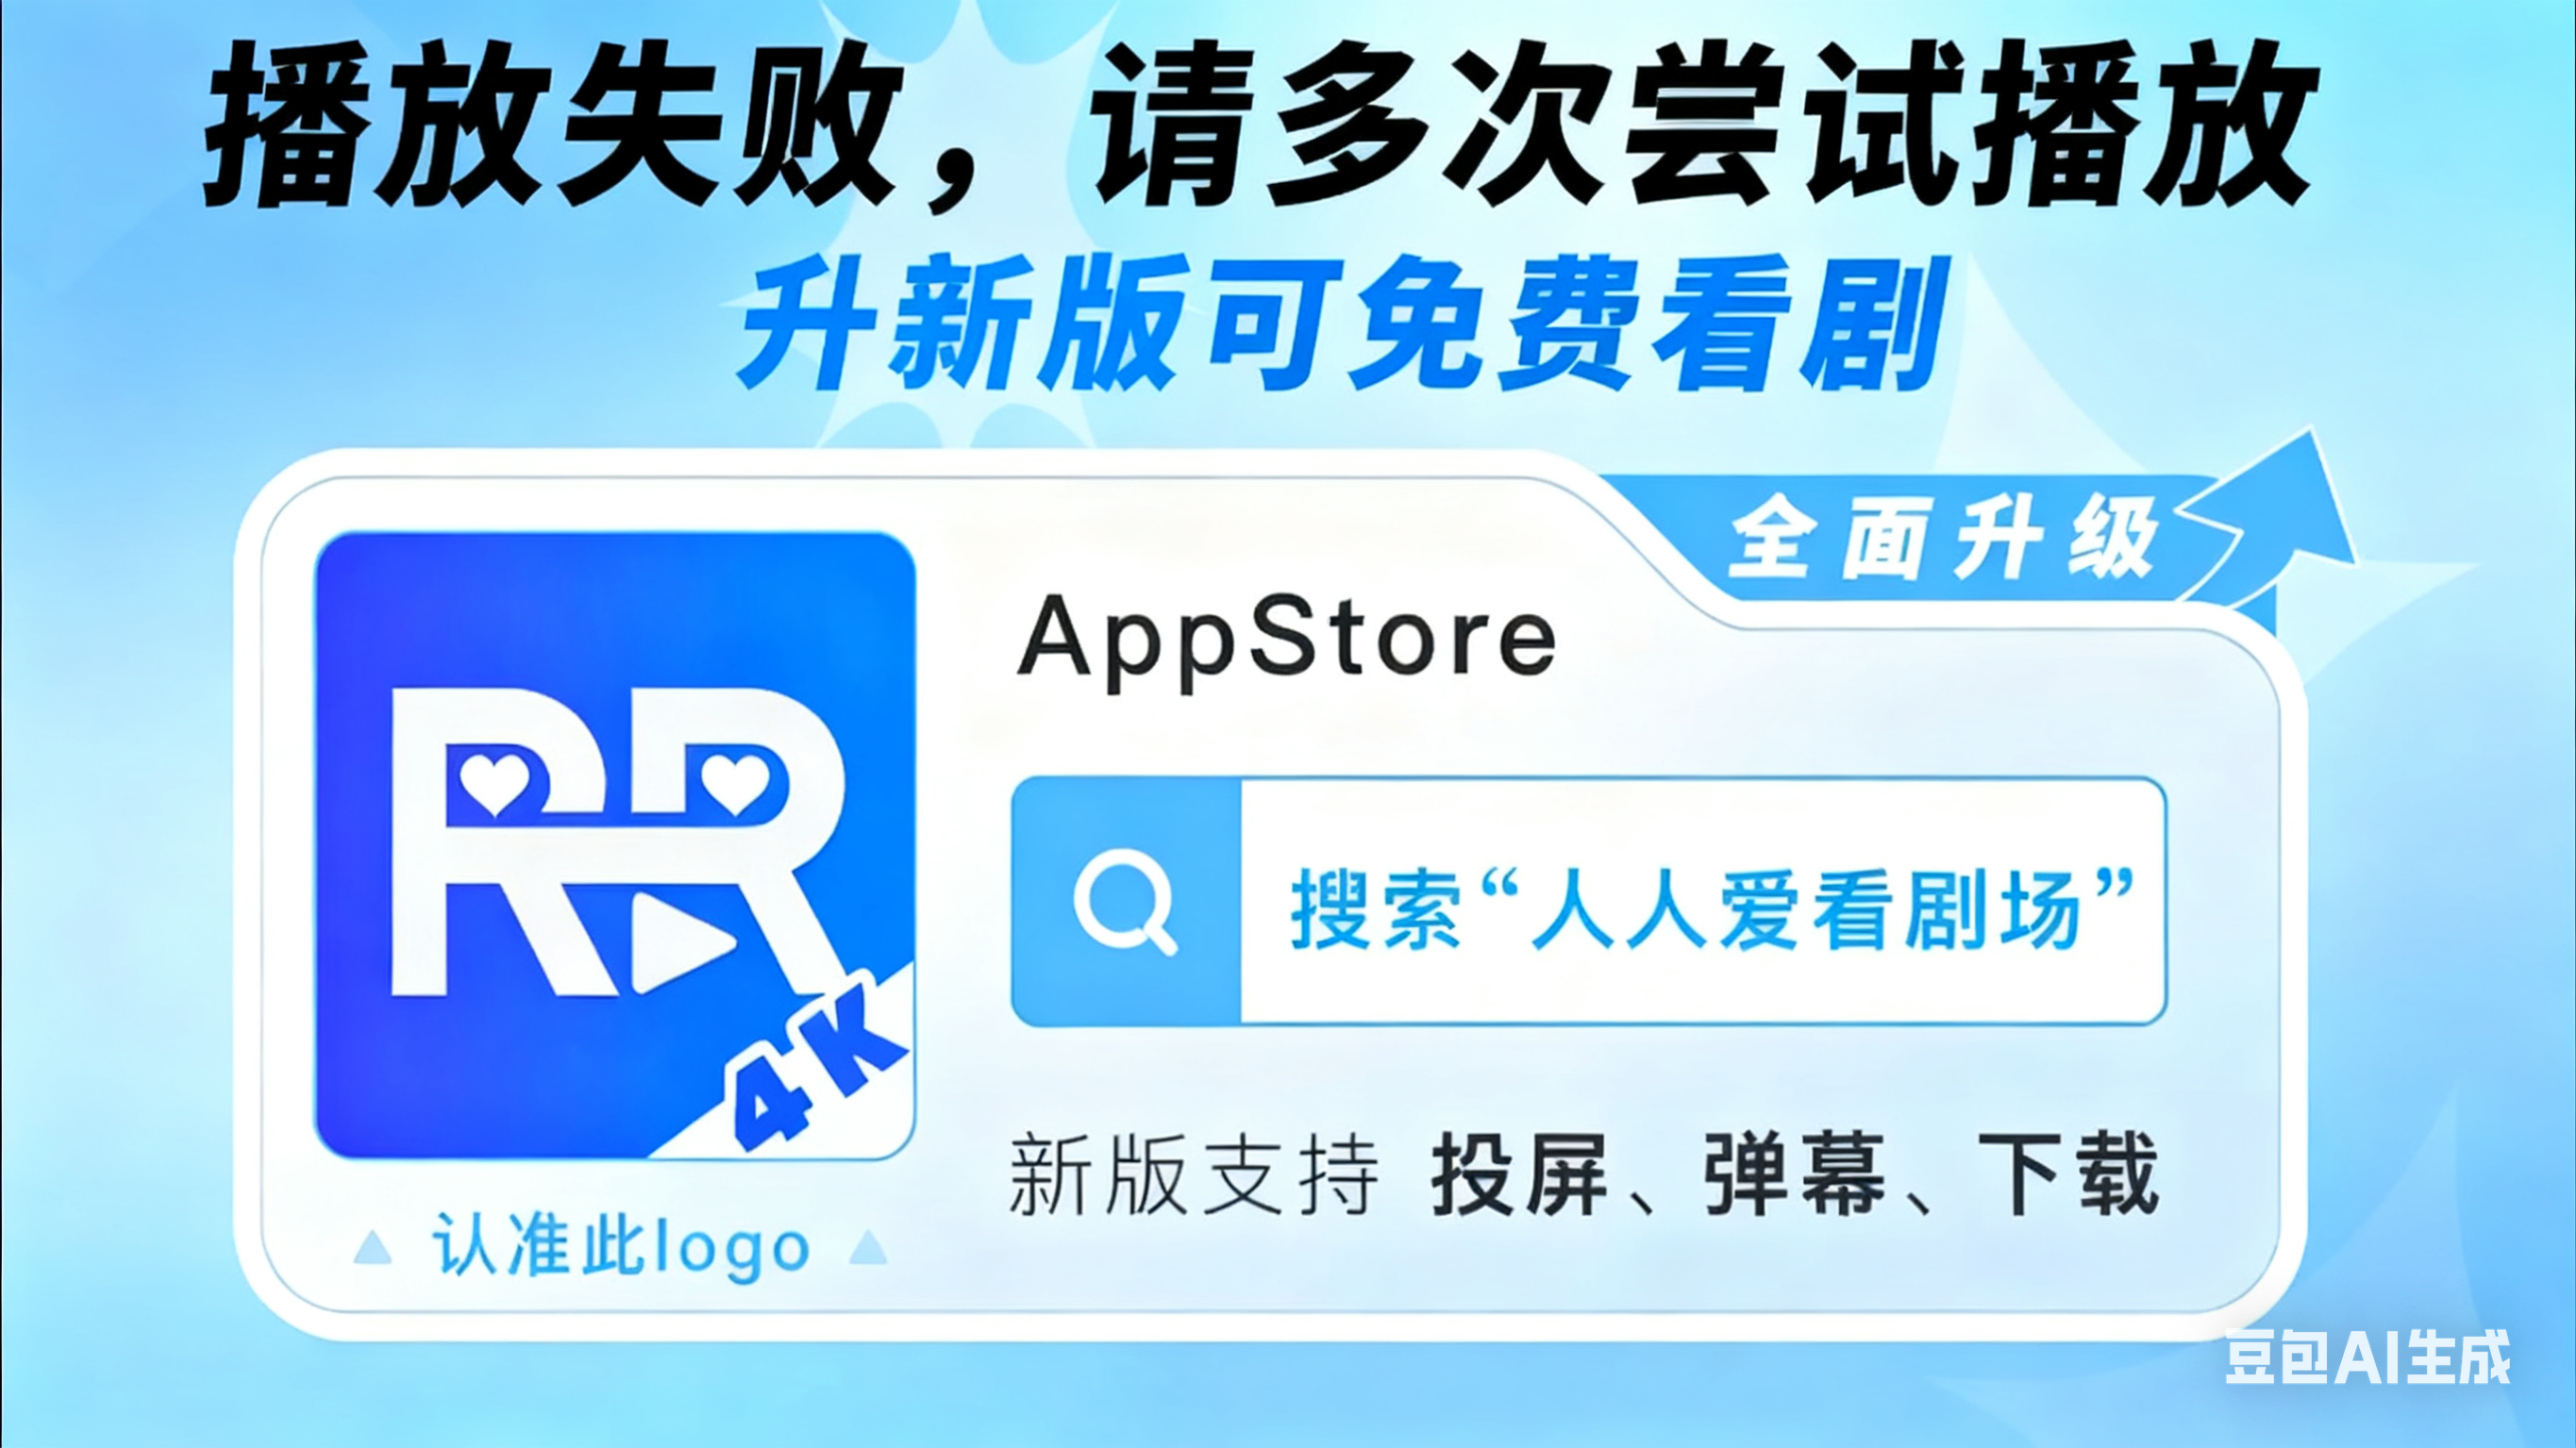 播放失败，请多次尝试播放
升新版可免费看剧
全面升级
AppStore
RR
4K
搜索“人人爱看剧场”
新版支持 投屏、弹幕、下载
认准此logo
豆包AI生成